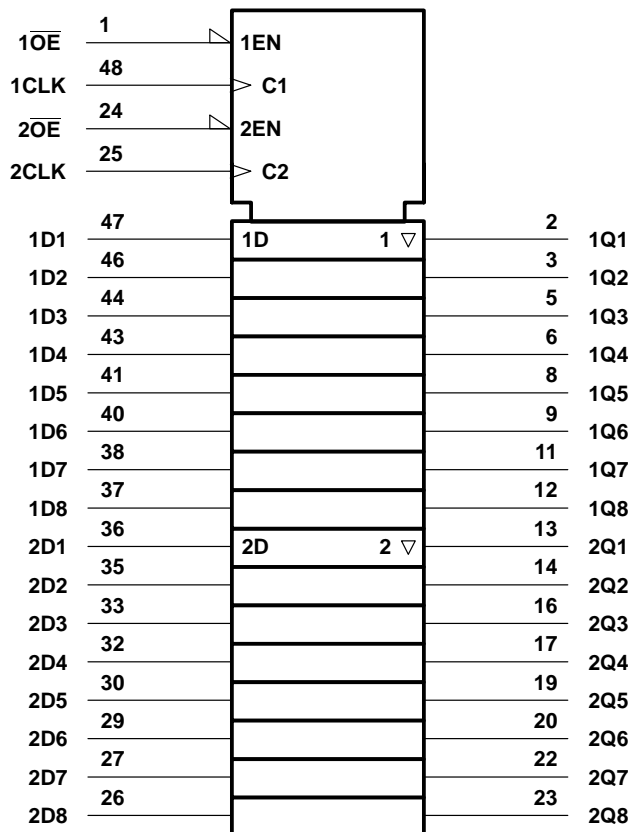 1O̅E̅ 1 1EN
1CLK 48 C1
2O̅E̅ 24 2EN
2CLK 25 C2
1D1 47 1D 1 ▽ 2 1Q1
1D2 46 3 1Q2
1D3 44 5 1Q3
1D4 43 6 1Q4
1D5 41 8 1Q5
1D6 40 9 1Q6
1D7 38 11 1Q7
1D8 37 12 1Q8
2D1 36 2D 2 ▽ 13 2Q1
2D2 35 14 2Q2
2D3 33 16 2Q3
2D4 32 17 2Q4
2D5 30 19 2Q5
2D6 29 20 2Q6
2D7 27 22 2Q7
2D8 26 23 2Q8